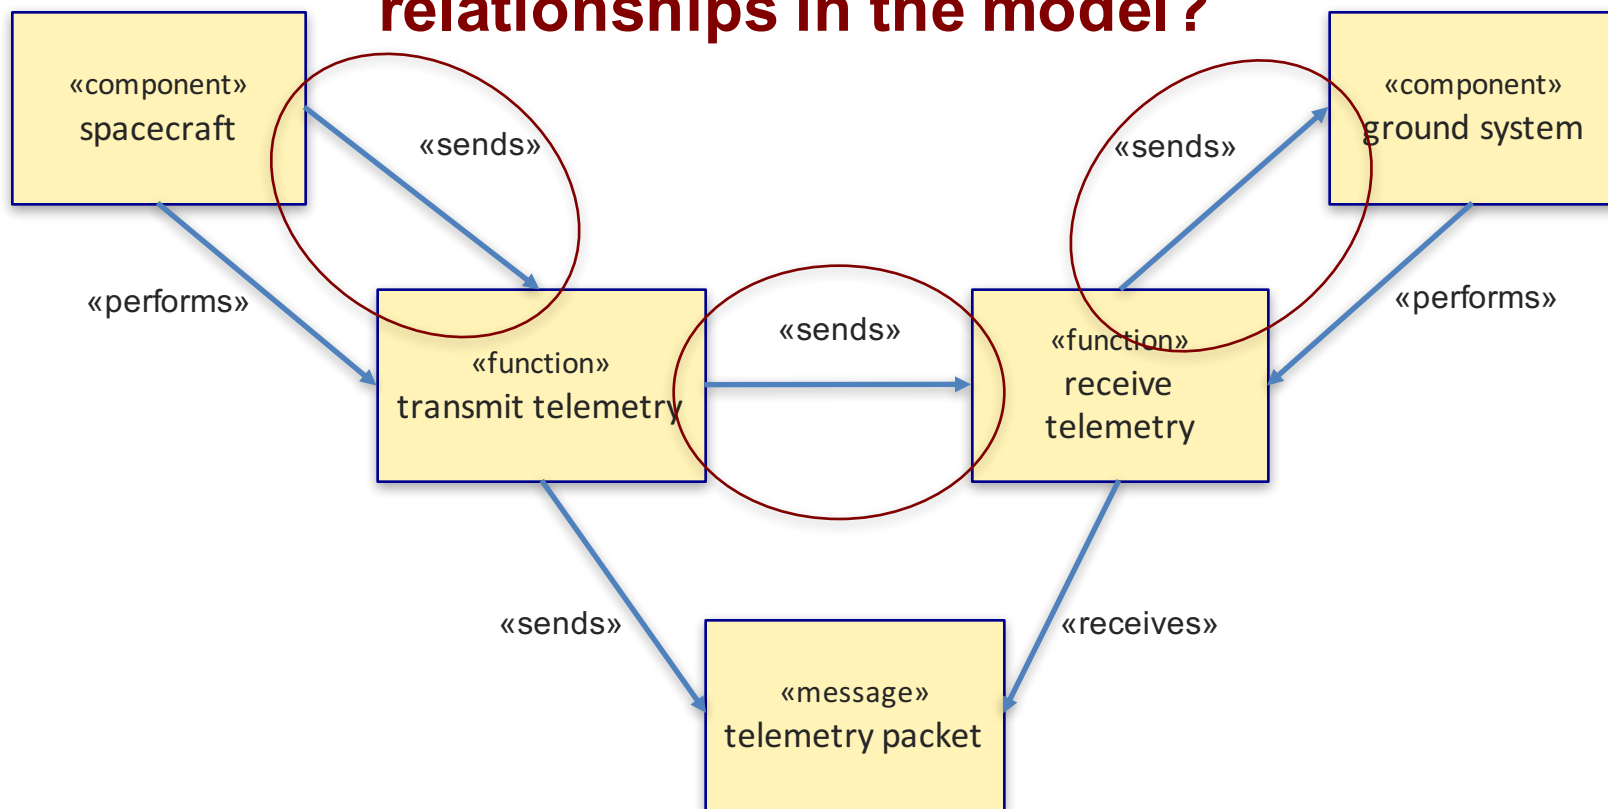 relationships in the model?
«component»
spacecraft
«sends»
«sends»
«component»
ground system
«performs»
«performs»
«function»
transmit telemetry
«sends»
«function»
receive
telemetry
«sends»
«receives»
«message»
telemetry packet